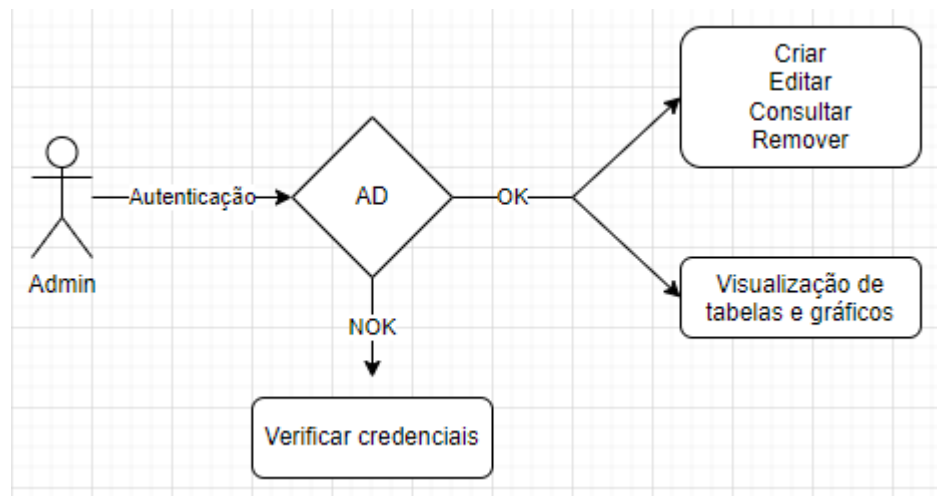 Criar
Editar
Consultar
Remover
Autenticação
AD
OK
Admin
Visualização de
tabelas e gráficos
NOK
Verificar credenciais